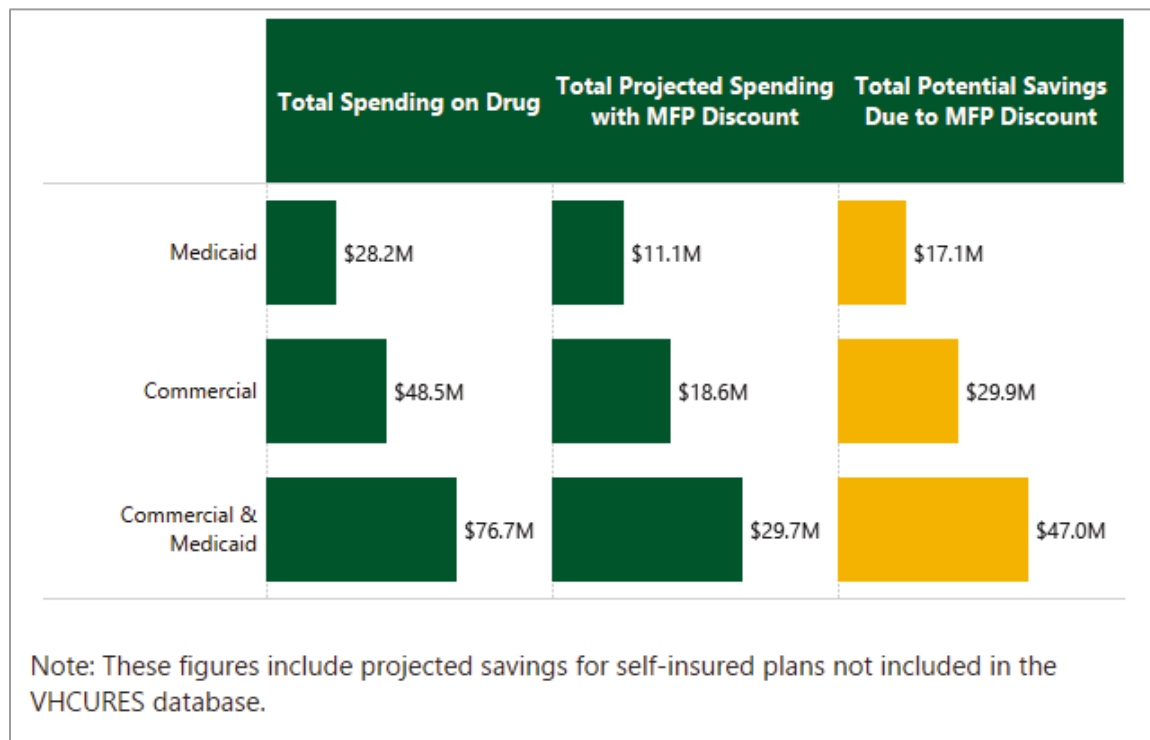 Total Spending on Drug
Total Projected Spending
with MFP Discount
Total Potential Savings
Due to MFP Discount
Medicaid
$28.2M
$11.1M
$17.1M
Commercial
$48.5M
$18.6M
$29.9M
Commercial &
Medicaid
$76.7M
$29.7M
$47.0M
Note: These figures include projected savings for self-insured plans not included in the
VHCURES database.